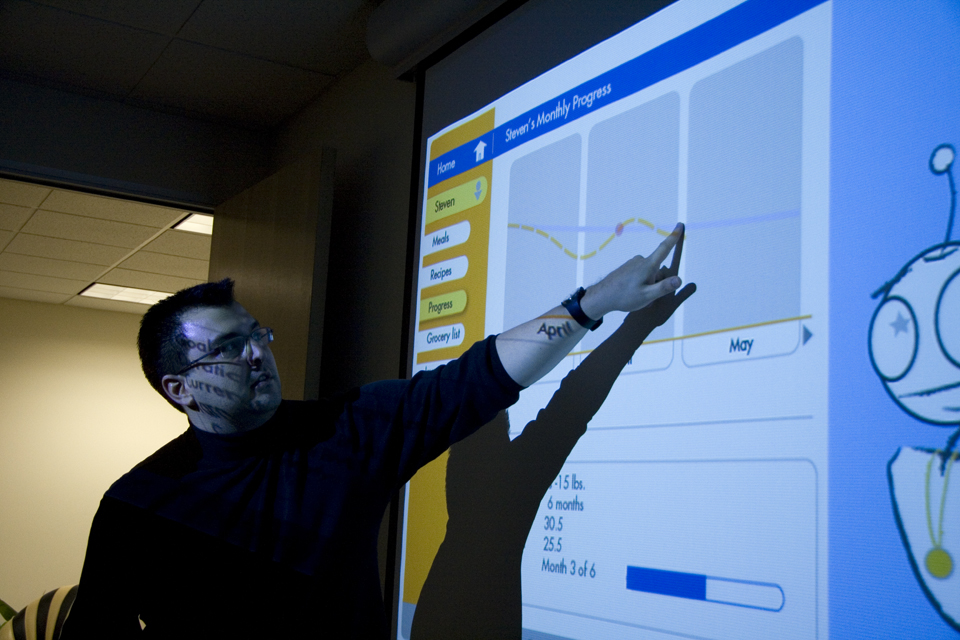 Steven's Monthly Progress
Home
Steven
Meals
Recipes
Progress
Grocery list
April
May
-15 lbs.
6 months
30.5
25.5
Month 3 of 6